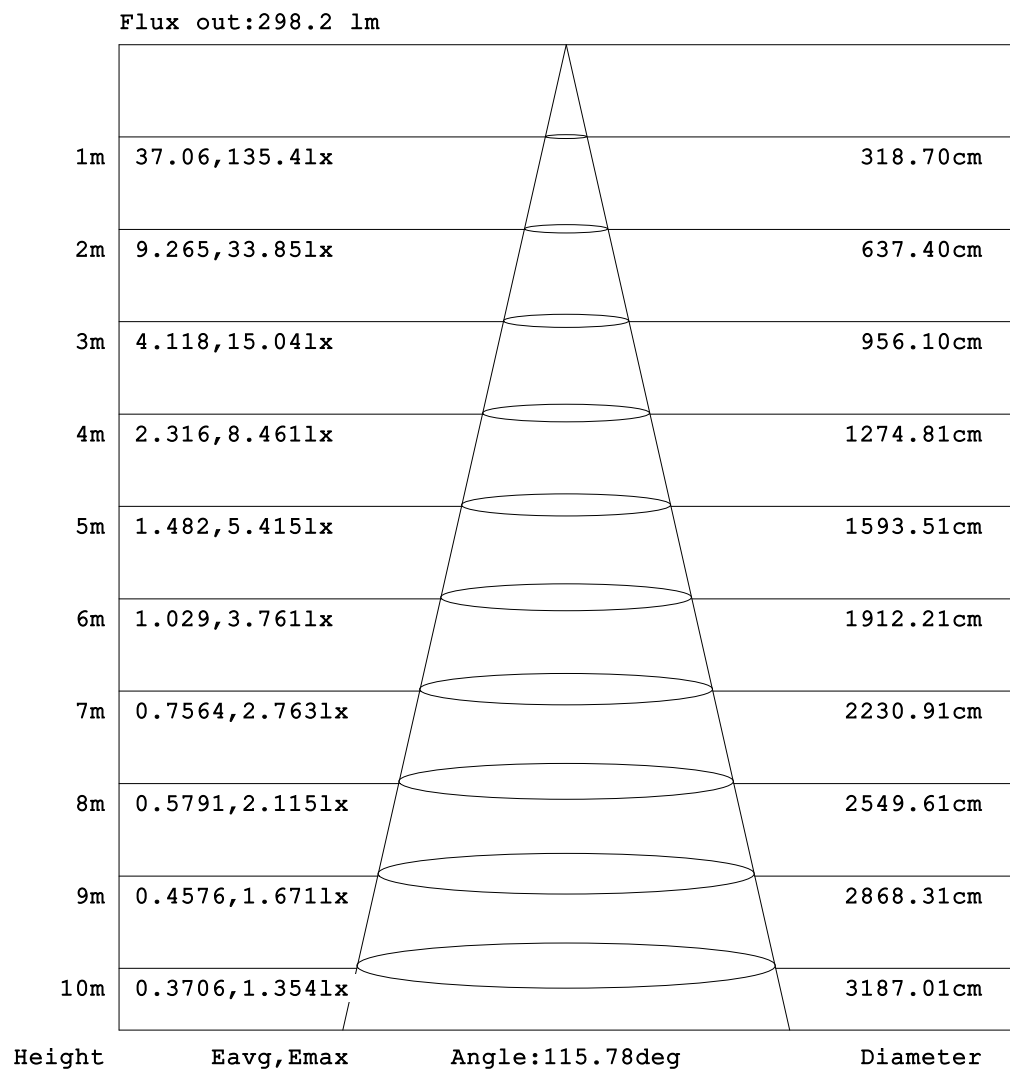 Flux out:298.2 lm
1m 37.06,135.4lx 318.70cm
2m 9.265,33.85lx 637.40cm
3m 4.118,15.04lx 956.10cm
4m 2.316,8.461lx 1274.81cm
5m 1.482,5.415lx 1593.51cm
6m 1.029,3.761lx 1912.21cm
7m 0.7564,2.763lx 2230.91cm
8m 0.5791,2.115lx 2549.61cm
9m 0.4576,1.671lx 2868.31cm
10m 0.3706,1.354lx 3187.01cm
Height Eavg,Emax Angle:115.78deg Diameter